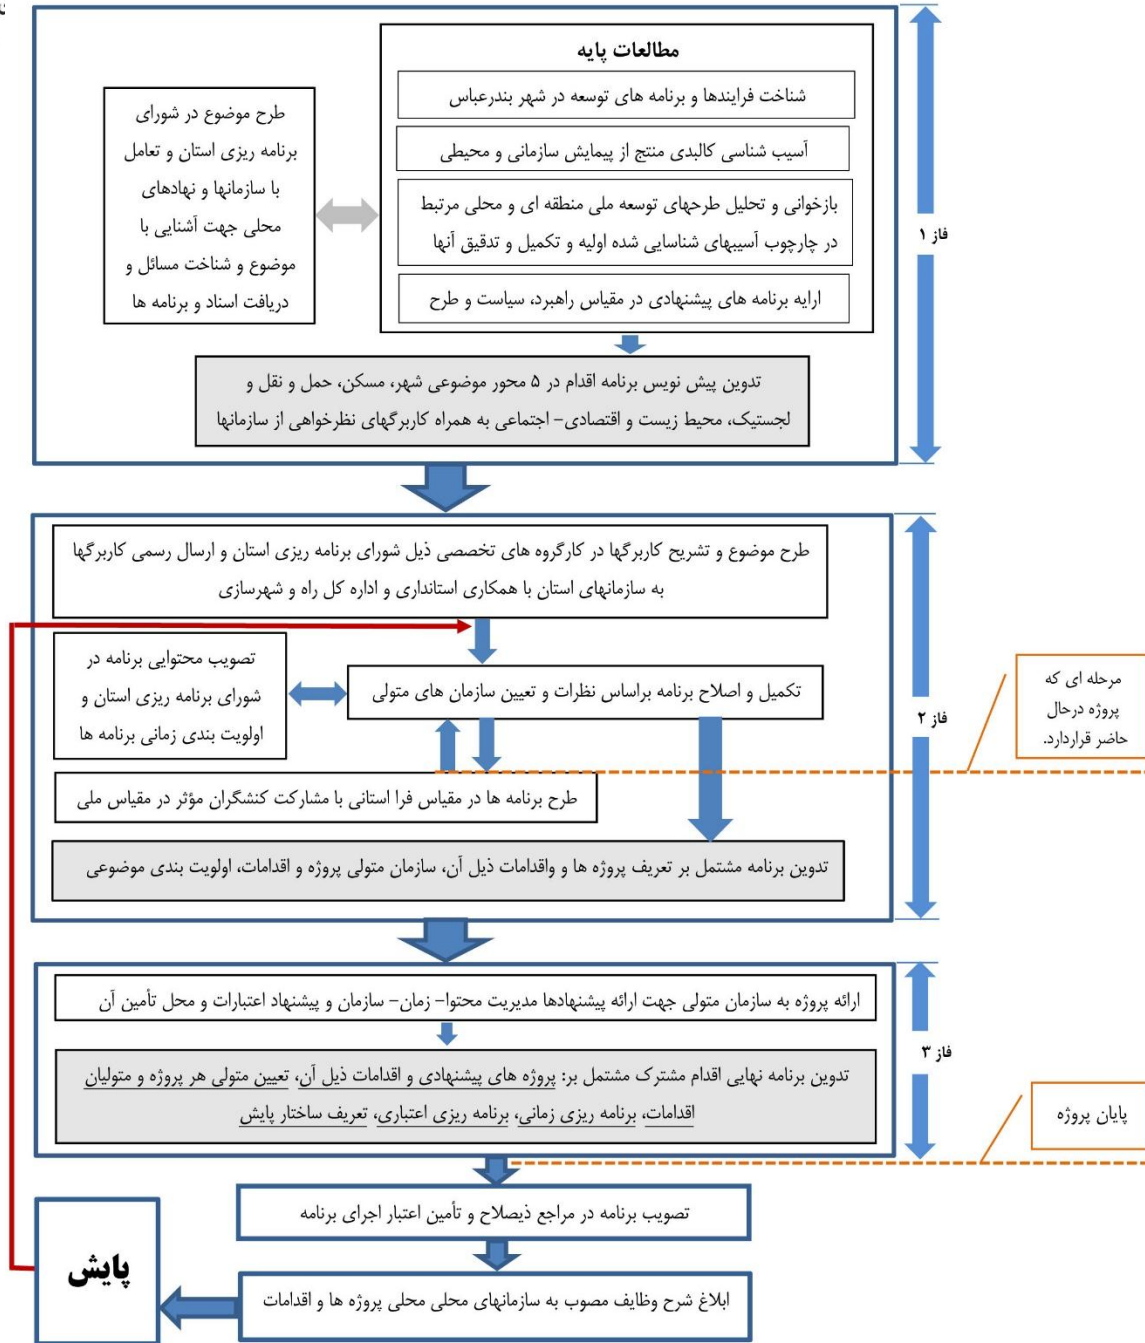 مطالعات پایه
شناخت فرایندها و برنامه های توسعه در شهر بندرعباس
آسیب شناسی کالبدی منتج از پیمایش سازمانی و محیطی
بازخوانی و تحلیل طرحهای توسعه ملی منطقه ای و محلی مرتبط
در چارچوب آسیبهای شناسایی شده اولیه و تکمیل و تدقیق آنها
ارایه برنامه های پیشنهادی در مقیاس راهبرد، سیاست و طرح
طرح موضوع در شورای
برنامه ریزی استان و تعامل
با سازمانها و نهادهای
محلی جهت آشنایی با
موضوع و شناخت مسائل و
دریافت اسناد و برنامه ها
تدوین پیش نویس برنامه اقدام در ۵ محور موضوعی شهر، مسکن، حمل و نقل و
لجستیک، محیط زیست و اقتصادی- اجتماعی به همراه کاربرگهای نظرخواهی از سازمانها
فاز ۱
طرح موضوع و تشریح کاربرگها در کارگروه های تخصصی ذیل شورای برنامه ریزی استان و ارسال رسمی کاربرگها
به سازمانهای استان با همکاری استانداری و اداره کل راه و شهرسازی
تکمیل و اصلاح برنامه براساس نظرات و تعیین سازمان های متولی
تصویب محتوایی برنامه در
شورای برنامه ریزی استان و
اولویت بندی زمانی برنامه ها
طرح برنامه ها در مقیاس فرا استانی با مشارکت کنشگران مؤثر در مقیاس ملی
تدوین برنامه مشتمل بر تعریف پروژه ها و واقدامات ذیل آن، سازمان متولی پروژه و اقدامات، اولویت بندی موضوعی
فاز ۲
مرحله ای که
پروژه درحال
حاضر قراردارد.
ارائه پروژه به سازمان متولی جهت ارائه پیشنهادها مدیریت محتوا- زمان- سازمان و پیشنهاد اعتبارات و محل تأمین آن
تدوین برنامه نهایی اقدام مشترک مشتمل بر: پروژه های پیشنهادی و اقدامات ذیل آن، تعیین متولی هر پروژه و متولیان
اقدامات، برنامه ریزی زمانی، برنامه ریزی اعتباری، تعریف ساختار پایش
فاز ۳
پایان پروژه
تصویب برنامه در مراجع ذیصلاح و تأمین اعتبار اجرای برنامه
ابلاغ شرح وظایف مصوب به سازمانهای محلی محلی پروژه ها و اقدامات
پایش